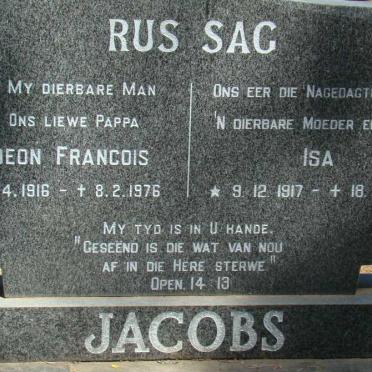 RUS SAG
MY DIERBARE MAN
ONS LIEWE PAPPA
FRANCOIS
4.1916 - ✝ 8.2.1976
ONS EER DIE
'N DIERBARE MOEDER
ISA
★ 9.12.1917 - ✝ 18.
MY TYD IS IN U HANDE.
"GESEËND IS DIE WAT VAN NOU
AF IN DIE HERE STERWE"
OPEN. 14 13
JACOBS